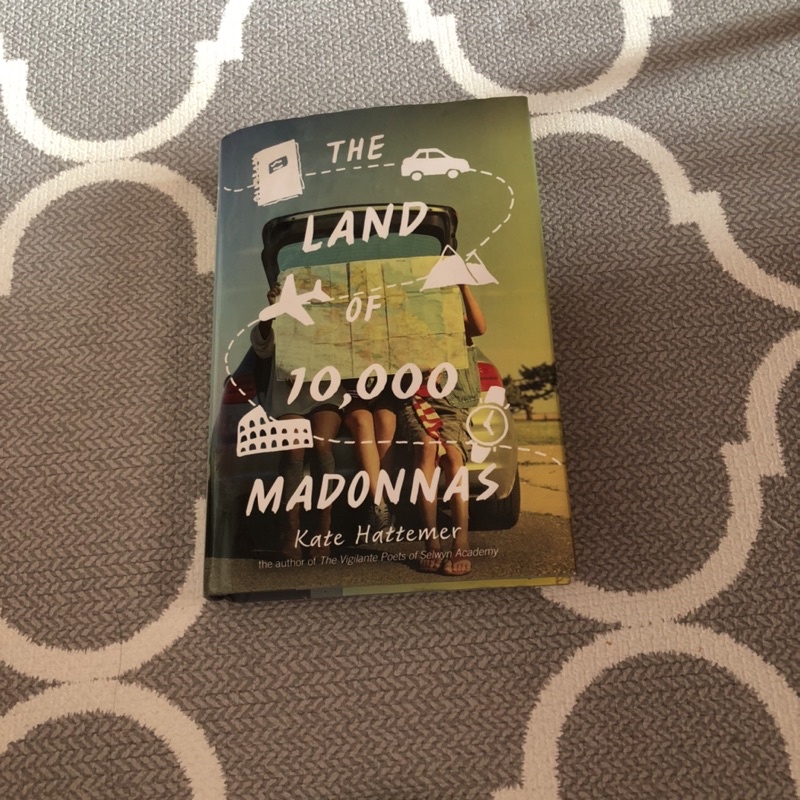 THE
LAND
OF
10,000
MADONNAS
Kate Hattemer
the author of The Vigilante Poets of Selwyn Academy